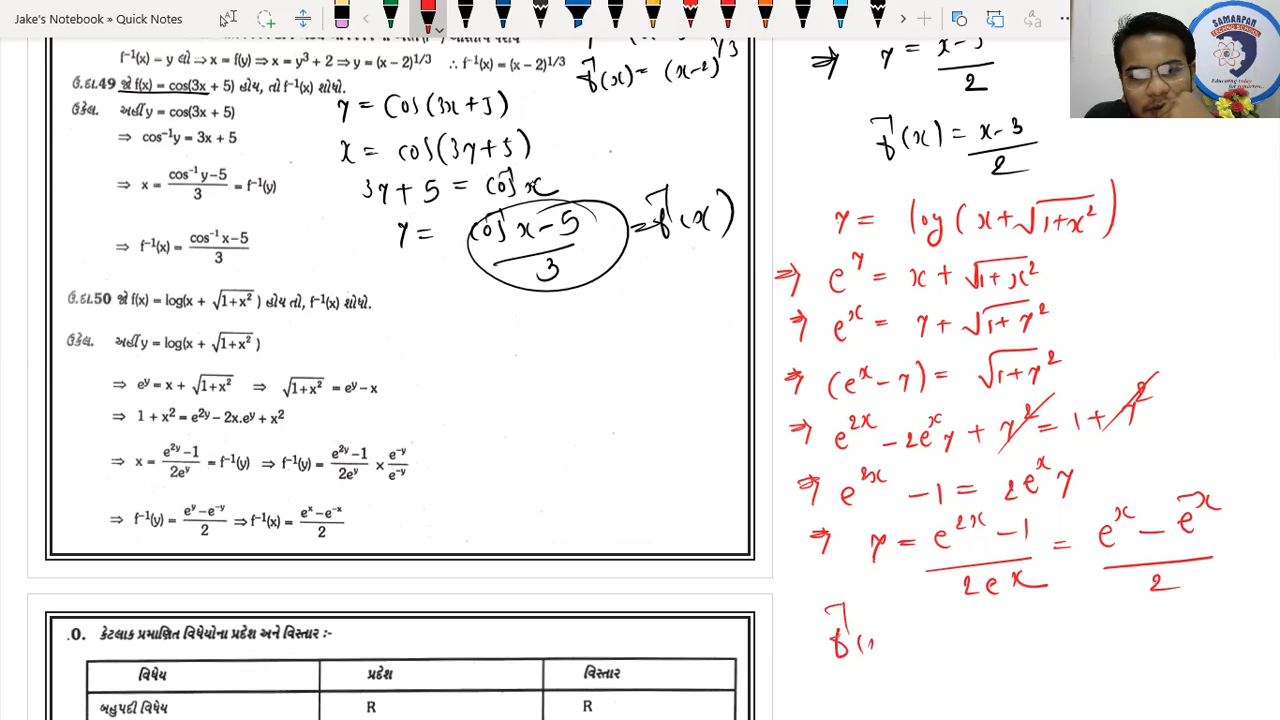 Jake's Notebook » Quick Notes
SAMARPAN
TECHNO SCHOOL
f⁻¹(x) = y લો ⇒ x = f(y) ⇒ x = y³ + 2 ⇒ y = (x – 2)^1/3 ∴ f⁻¹(x) = (x – 2)^1/3
ઉ.દા.49 જો f(x) = cos(3x + 5) હોય, તો f⁻¹(x) શોધો.
ઉકેલ. અહીં y = cos(3x + 5)
⇒ cos⁻¹y = 3x + 5
⇒ x = (cos⁻¹ y – 5)/3 = f⁻¹(y)
⇒ f⁻¹(x) = (cos⁻¹ x – 5)/3
ઉ.દા.50 જો f(x) = log(x + √1+x²) હોય તો, f⁻¹(x) શોધો.
ઉકેલ. અહીં y = log(x + √1+x²)
⇒ e^y = x + √1+x² ⇒ √1+x² = e^y – x
⇒ 1 + x² = e^2y – 2x.e^y + x²
⇒ x = (e^2y – 1)/2e^y = f⁻¹(y) ⇒ f⁻¹(y) = (e^2y – 1)/2e^y × e^–y/e^–y
⇒ f⁻¹(y) = (e^y – e^–y)/2 ⇒ f⁻¹(x) = (e^x – e^–x)/2
f⁻¹(x) = (x-2)^1/3
y = cos(3x+5)
x = cos(3y+5)
3y + 5 = cos⁻¹x
y = (cos⁻¹x - 5)/3 = f⁻¹(x)
⇒ y = (x-3)/2
f⁻¹(x) = (x-3)/2
y = log(x+√1+x²)
⇒ e^y = x + √1+x²
⇒ e^x = y + √1+y²
⇒ (e^x - y) = √1+y²
⇒ e^2x - 2e^x y + y² = 1 + y²
⇒ e^2x - 1 = 2e^x y
⇒ y = (e^2x - 1)/2e^x = (e^x - e^-x)/2
f⁻¹(
0. કેટલાક પ્રમાણિત વિધેયોના પ્રદેશ અને વિસ્તાર :-
વિધેય પ્રદેશ વિસ્તાર
બહુપદી વિધેય R R